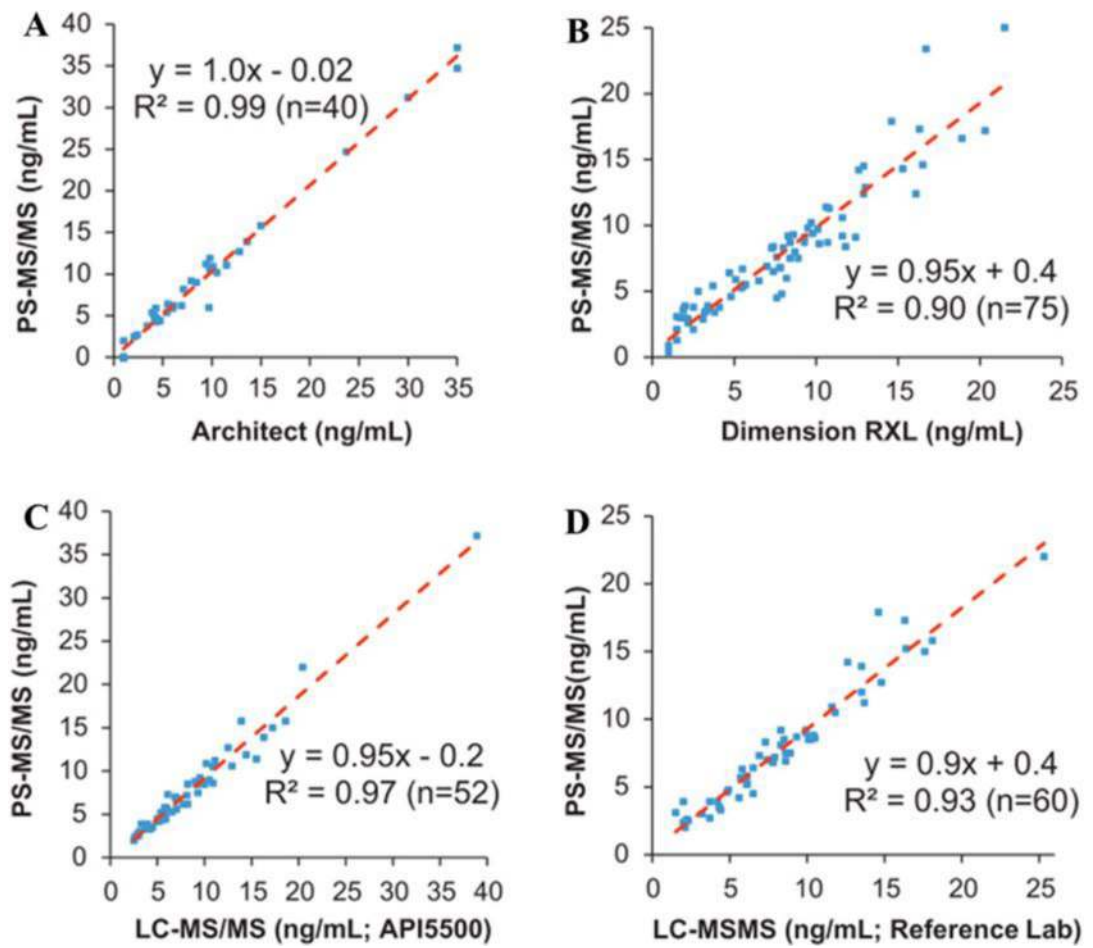 A
PS-MS/MS (ng/mL)
40
35
30
25
20
15
10
5
0
y = 1.0x - 0.02
R² = 0.99 (n=40)
0 5 10 15 20 25 30 35
Architect (ng/mL)
B
PS-MS/MS (ng/mL)
25
20
15
10
5
0
y = 0.95x + 0.4
R² = 0.90 (n=75)
0 5 10 15 20 25
Dimension RXL (ng/mL)
C
PS-MS/MS (ng/mL)
40
35
30
25
20
15
10
5
0
y = 0.95x - 0.2
R² = 0.97 (n=52)
0 5 10 15 20 25 30 35 40
LC-MS/MS (ng/mL; API5500)
D
PS-MS/MS(ng/mL)
25
20
15
10
5
0
y = 0.9x + 0.4
R² = 0.93 (n=60)
0 5 10 15 20 25
LC-MSMS (ng/mL; Reference Lab)